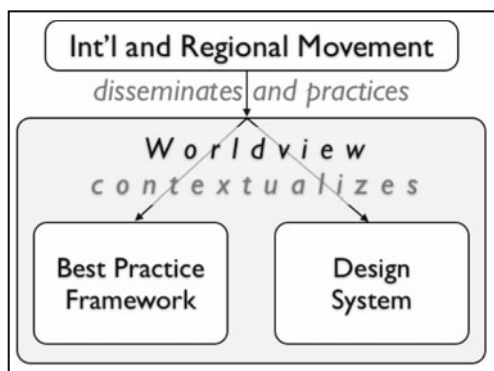 Int'l and Regional Movement
disseminates and practices
Worldview
contextualizes
Best Practice
Framework
Design
System